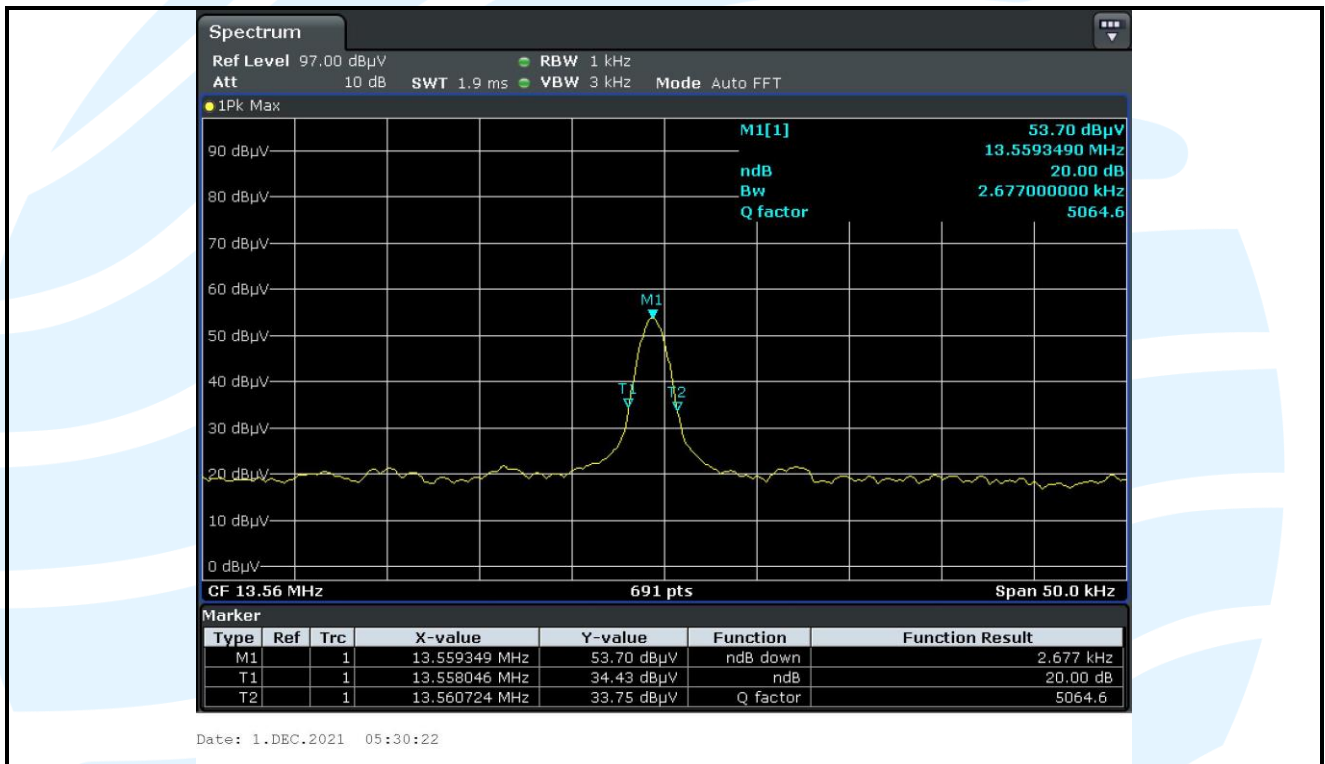 Spectrum
Ref Level 97.00 dBµV RBW 1 kHz
Att 10 dB SWT 1.9 ms VBW 3 kHz Mode Auto FFT
1Pk Max
M1[1] 53.70 dBµV
13.5593490 MHz
ndB 20.00 dB
Bw 2.677000000 kHz
Q factor 5064.6
90 dBµV
80 dBµV
70 dBµV
60 dBµV
M1
50 dBµV
40 dBµV
T1 T2
30 dBµV
20 dBµV
10 dBµV
0 dBµV
CF 13.56 MHz 691 pts Span 50.0 kHz
Marker
Type Ref Trc X-value Y-value Function Function Result
M1 1 13.559349 MHz 53.70 dBµV ndB down 2.677 kHz
T1 1 13.558046 MHz 34.43 dBµV ndB 20.00 dB
T2 1 13.560724 MHz 33.75 dBµV Q factor 5064.6
Date: 1.DEC.2021 05:30:22